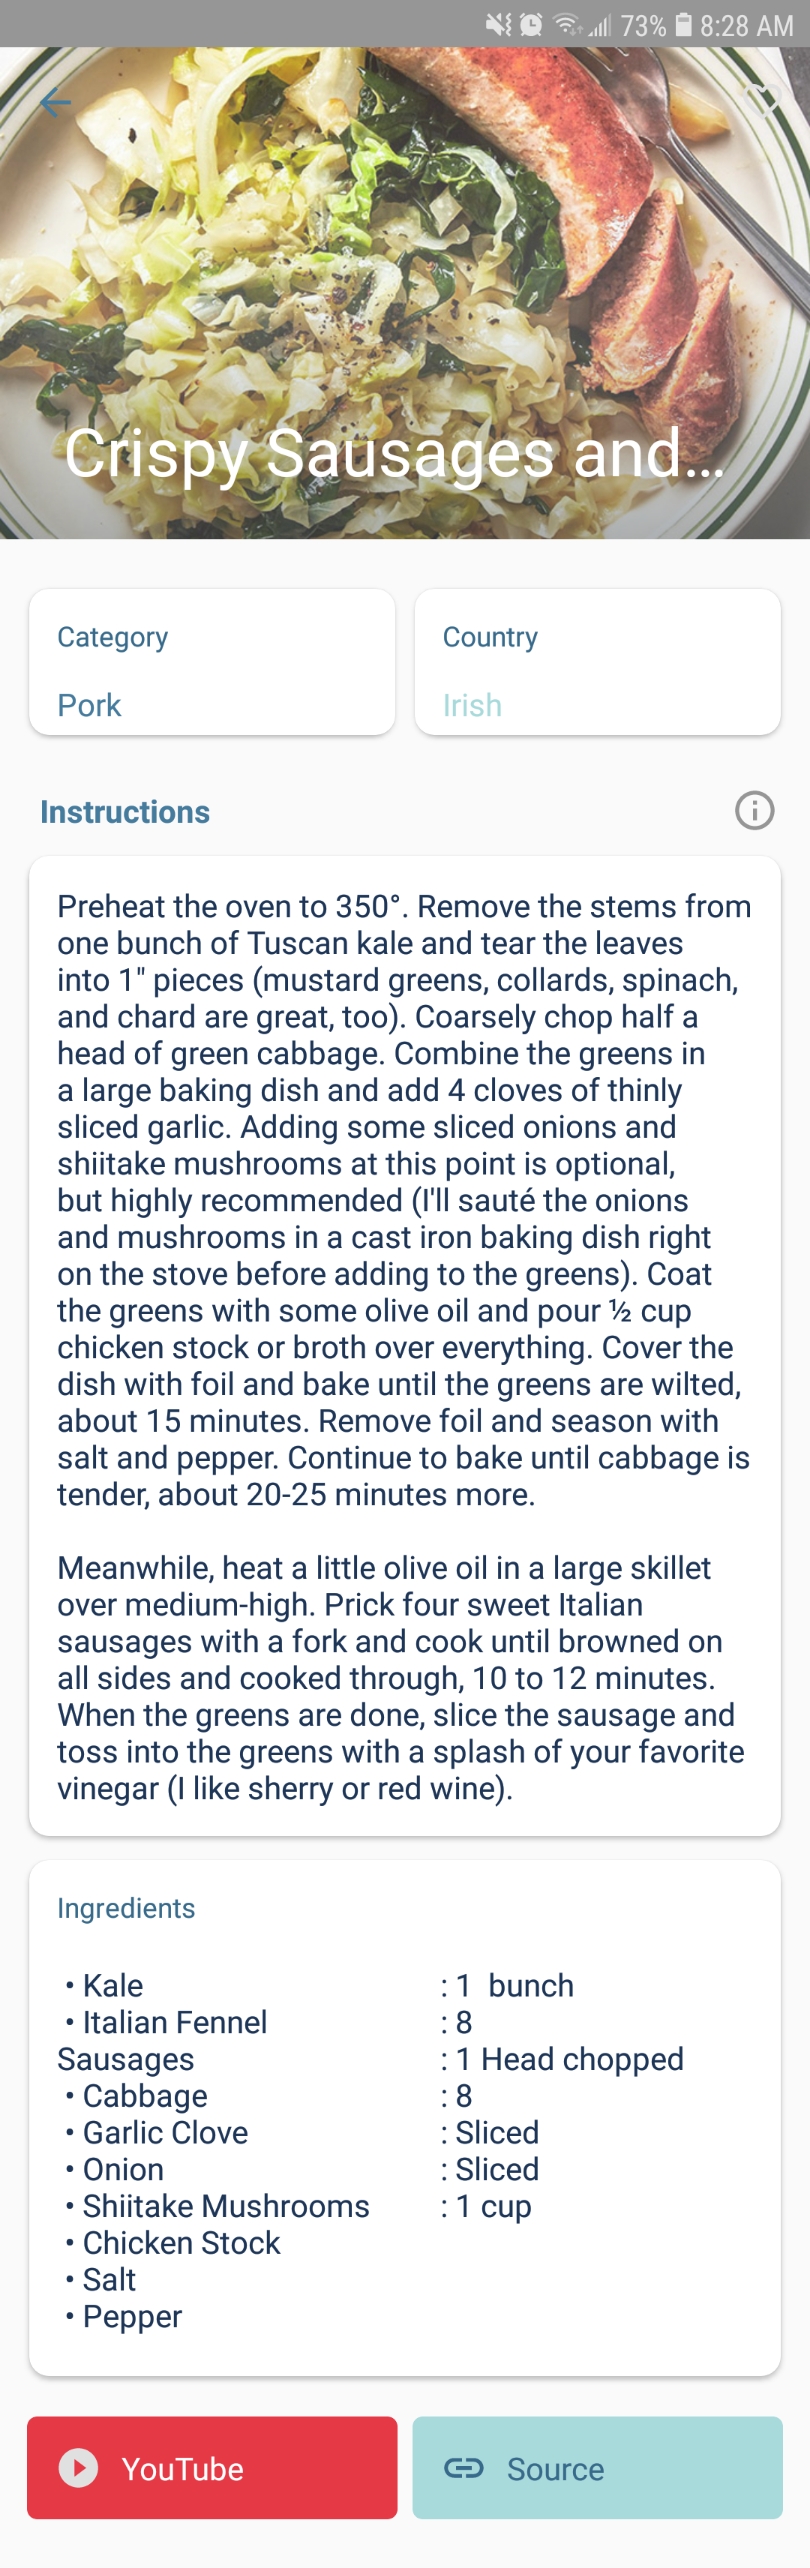 73% 8:28 AM
Crispy Sausages and...
Category
Country
Pork
Irish
Instructions
Preheat the oven to 350°. Remove the stems from
one bunch of Tuscan kale and tear the leaves
into 1" pieces (mustard greens, collards, spinach,
and chard are great, too). Coarsely chop half a
head of green cabbage. Combine the greens in
a large baking dish and add 4 cloves of thinly
sliced garlic. Adding some sliced onions and
shiitake mushrooms at this point is optional,
but highly recommended (I'll sauté the onions
and mushrooms in a cast iron baking dish right
on the stove before adding to the greens). Coat
the greens with some olive oil and pour ½ cup
chicken stock or broth over everything. Cover the
dish with foil and bake until the greens are wilted,
about 15 minutes. Remove foil and season with
salt and pepper. Continue to bake until cabbage is
tender, about 20-25 minutes more.
Meanwhile, heat a little olive oil in a large skillet
over medium-high. Prick four sweet Italian
sausages with a fork and cook until browned on
all sides and cooked through, 10 to 12 minutes.
When the greens are done, slice the sausage and
toss into the greens with a splash of your favorite
vinegar (I like sherry or red wine).
Ingredients
• Kale : 1 bunch
• Italian Fennel : 8
Sausages : 1 Head chopped
• Cabbage : 8
• Garlic Clove : Sliced
• Onion : Sliced
• Shiitake Mushrooms : 1 cup
• Chicken Stock
• Salt
• Pepper
YouTube
Source